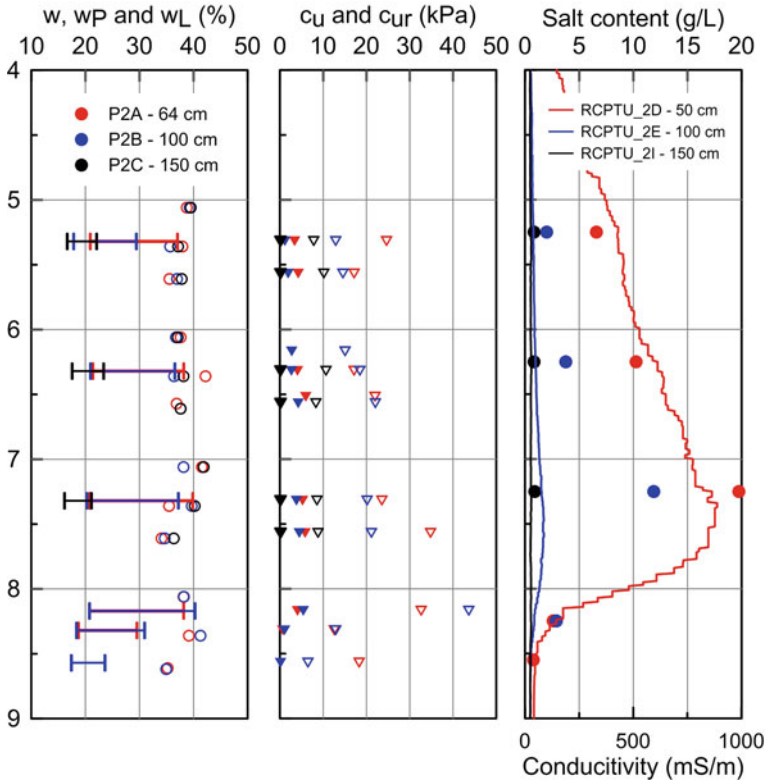 w, wP and wL (%)
cu and cur (kPa)
Salt content (g/L)
10 20 30 40 50
0 10 20 30 40 50
0 5 10 15 20
4
5
6
7
8
9
P2A - 64 cm
P2B - 100 cm
P2C - 150 cm
RCPTU_2D - 50 cm
RCPTU_2E - 100 cm
RCPTU_2I - 150 cm
0 500 1000
Conducitivity (mS/m)